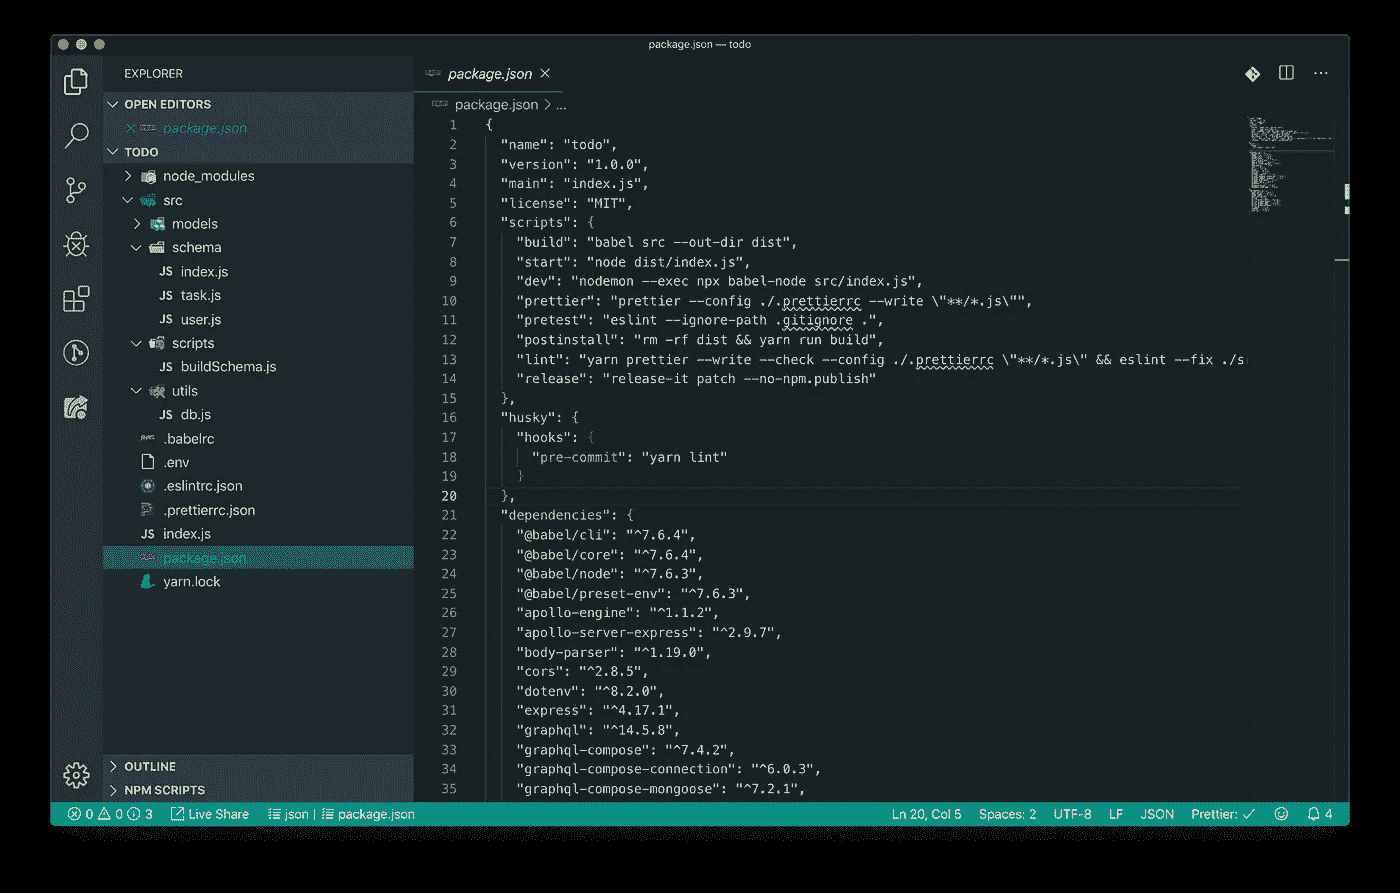 package.json — todo
EXPLORER
OPEN EDITORS
package.json
TODO
node_modules
src
models
schema
JS index.js
JS task.js
JS user.js
scripts
JS buildSchema.js
utils
JS db.js
.babelrc
.env
.eslintrc.json
.prettierrc.json
JS index.js
package.json
yarn.lock
OUTLINE
NPM SCRIPTS
package.json
package.json > ...
1 {
2 "name": "todo",
3 "version": "1.0.0",
4 "main": "index.js",
5 "license": "MIT",
6 "scripts": {
7 "build": "babel src --out-dir dist",
8 "start": "node dist/index.js",
9 "dev": "nodemon --exec npx babel-node src/index.js",
10 "prettier": "prettier --config ./.prettierrc --write \"**/*.js\"",
11 "pretest": "eslint --ignore-path .gitignore .",
12 "postinstall": "rm -rf dist && yarn run build",
13 "lint": "yarn prettier --write --check --config ./.prettierrc \"**/*.js\" && eslint --fix ./s
14 "release": "release-it patch --no-npm.publish"
15 },
16 "husky": {
17 "hooks": {
18 "pre-commit": "yarn lint"
19 }
20 },
21 "dependencies": {
22 "@babel/cli": "^7.6.4",
23 "@babel/core": "^7.6.4",
24 "@babel/node": "^7.6.3",
25 "@babel/preset-env": "^7.6.3",
26 "apollo-engine": "^1.1.2",
27 "apollo-server-express": "^2.9.7",
28 "body-parser": "^1.19.0",
29 "cors": "^2.8.5",
30 "dotenv": "^8.2.0",
31 "express": "^4.17.1",
32 "graphql": "^14.5.8",
33 "graphql-compose": "^7.4.2",
34 "graphql-compose-connection": "^6.0.3",
35 "graphql-compose-mongoose": "^7.2.1",
0 0 3 Live Share json | package.json Ln 20, Col 5 Spaces: 2 UTF-8 LF JSON Prettier: ✓ 4